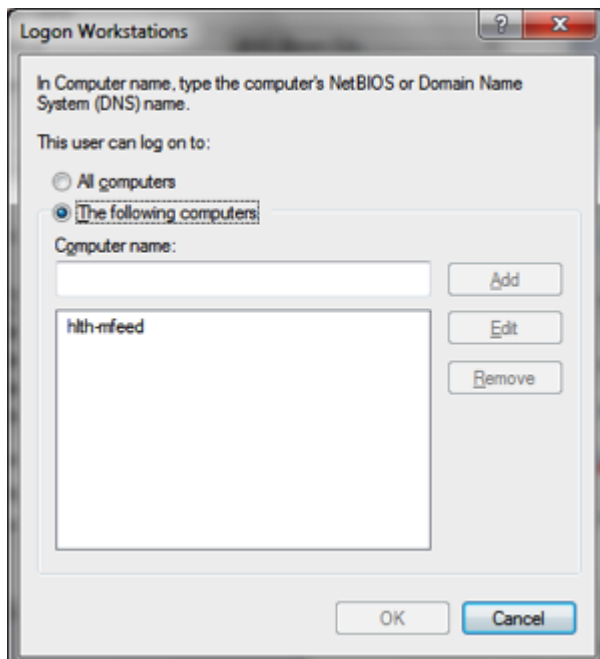 Logon Workstations
In Computer name, type the computer's NetBIOS or Domain Name
System (DNS) name.
This user can log on to:
All computers
The following computers
Computer name:
Add
hlth-mfeed
Edit
Remove
OK
Cancel